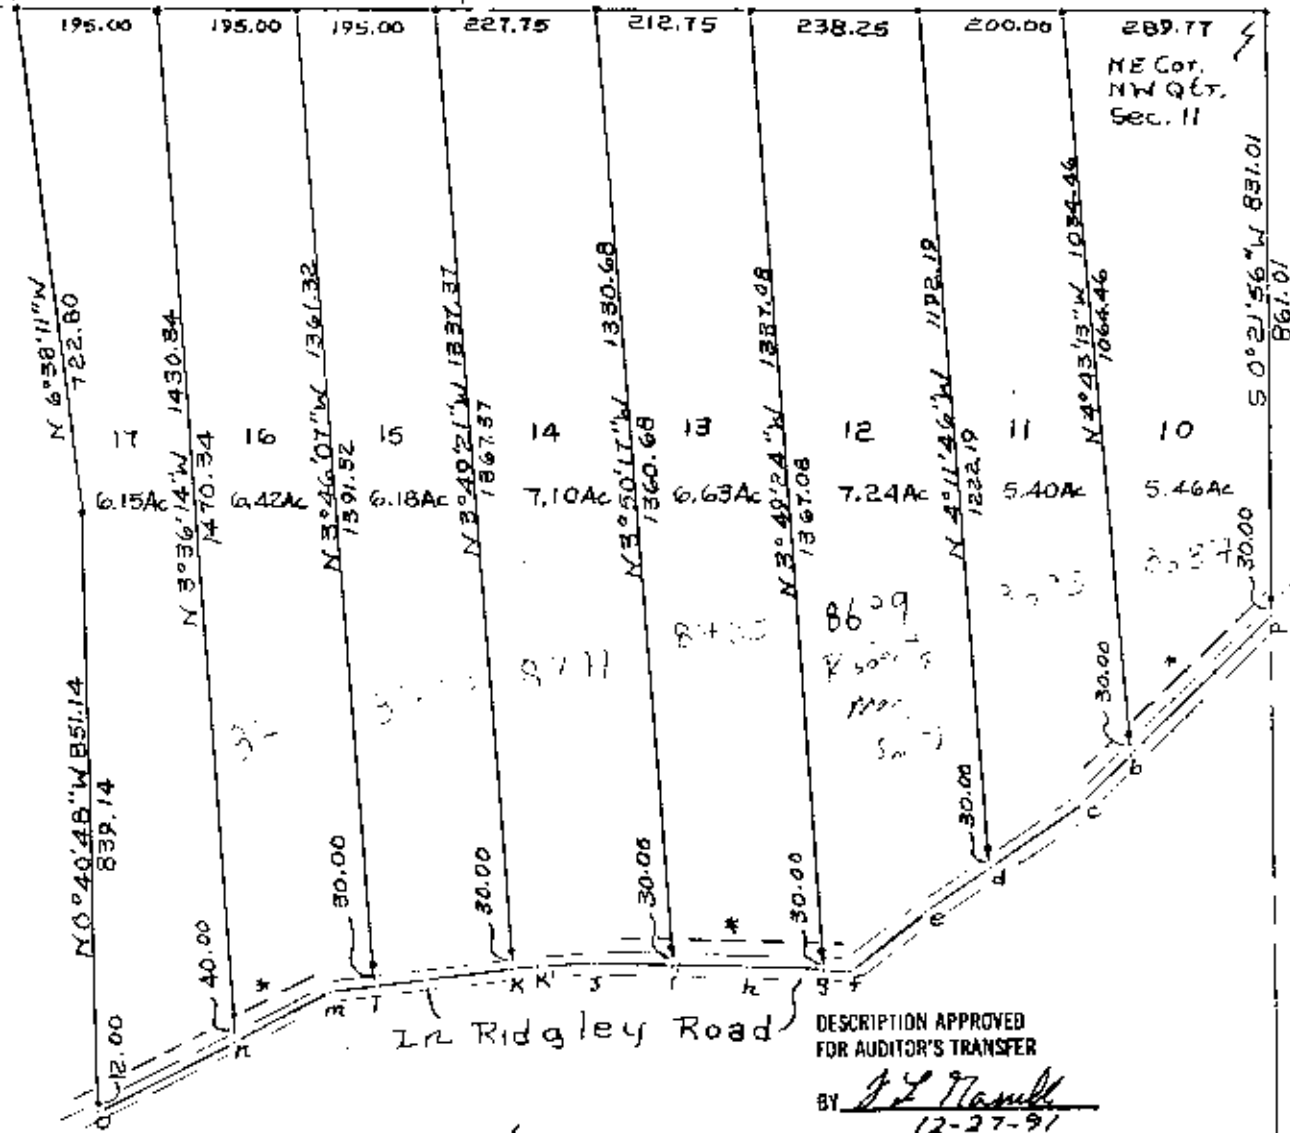 195.00 195.00 195.00 227.75 212.75 238.25 200.00 289.77
NE Cor.
NW Qtr.
Sec. 11
N 6°38'11"W
722.80
N 3°36'14"W 1430.84
1470.34
N 3°46'07"W 1361.32
1391.32
N 3°49'21"W 1337.37
1367.37
N 3°50'17"W 1330.68
1360.68
N 3°49'24"W 1337.08
1367.08
N 4°11'46"W 1192.19
1222.19
N 4°43'13"W 1034.46
1064.46
S 0°21'56"W 831.01
861.01
17 16 15 14 13 12 11 10
6.15Ac 6.42Ac 6.18Ac 7.10Ac 6.63Ac 7.24Ac 5.40Ac 5.46Ac
N 0°40'48"W 851.14
839.14
12.00
40.00
30.00
30.00
30.00
30.00
30.00
30.00
30.00
*
*
*
o n m l k k' j i h g f e d c b p
In Ridgley Road
DESCRIPTION APPROVED
FOR AUDITOR'S TRANSFER
BY
12-27-91